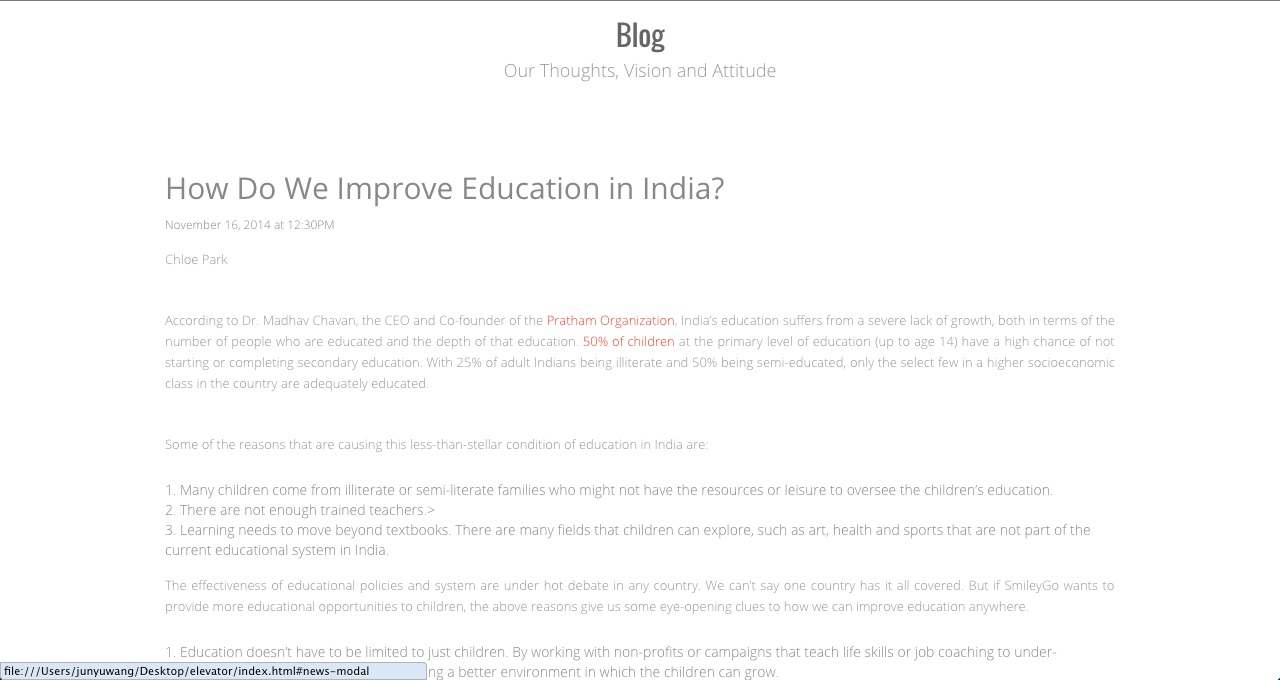 Blog
Our Thoughts, Vision and Attitude
How Do We Improve Education in India?
November 16, 2014 at 12:30PM
Chloe Park
According to Dr. Madhav Chavan, the CEO and Co-founder of the Pratham Organization, India's education suffers from a severe lack of growth, both in terms of the
number of people who are educated and the depth of that education. 50% of children at the primary level of education (up to age 14) have a high chance of not
starting or completing secondary education. With 25% of adult Indians being illiterate and 50% being semi-educated, only the select few in a higher socioeconomic
class in the country are adequately educated.
Some of the reasons that are causing this less-than-stellar condition of education in India are:
1. Many children come from illiterate or semi-literate families who might not have the resources or leisure to oversee the children's education.
2. There are not enough trained teachers.>
3. Learning needs to move beyond textbooks. There are many fields that children can explore, such as art, health and sports that are not part of the
current educational system in India.
The effectiveness of educational policies and system are under hot debate in any country. We can't say one country has it all covered. But if SmileyGo wants to
provide more educational opportunities to children, the above reasons give us some eye-opening clues to how we can improve education anywhere.
1. Education doesn't have to be limited to just children. By working with non-profits or campaigns that teach life skills or job coaching to under-
ng a better environment in which the children can grow.
file:///Users/junyuwang/Desktop/elevator/index.html#news-modal